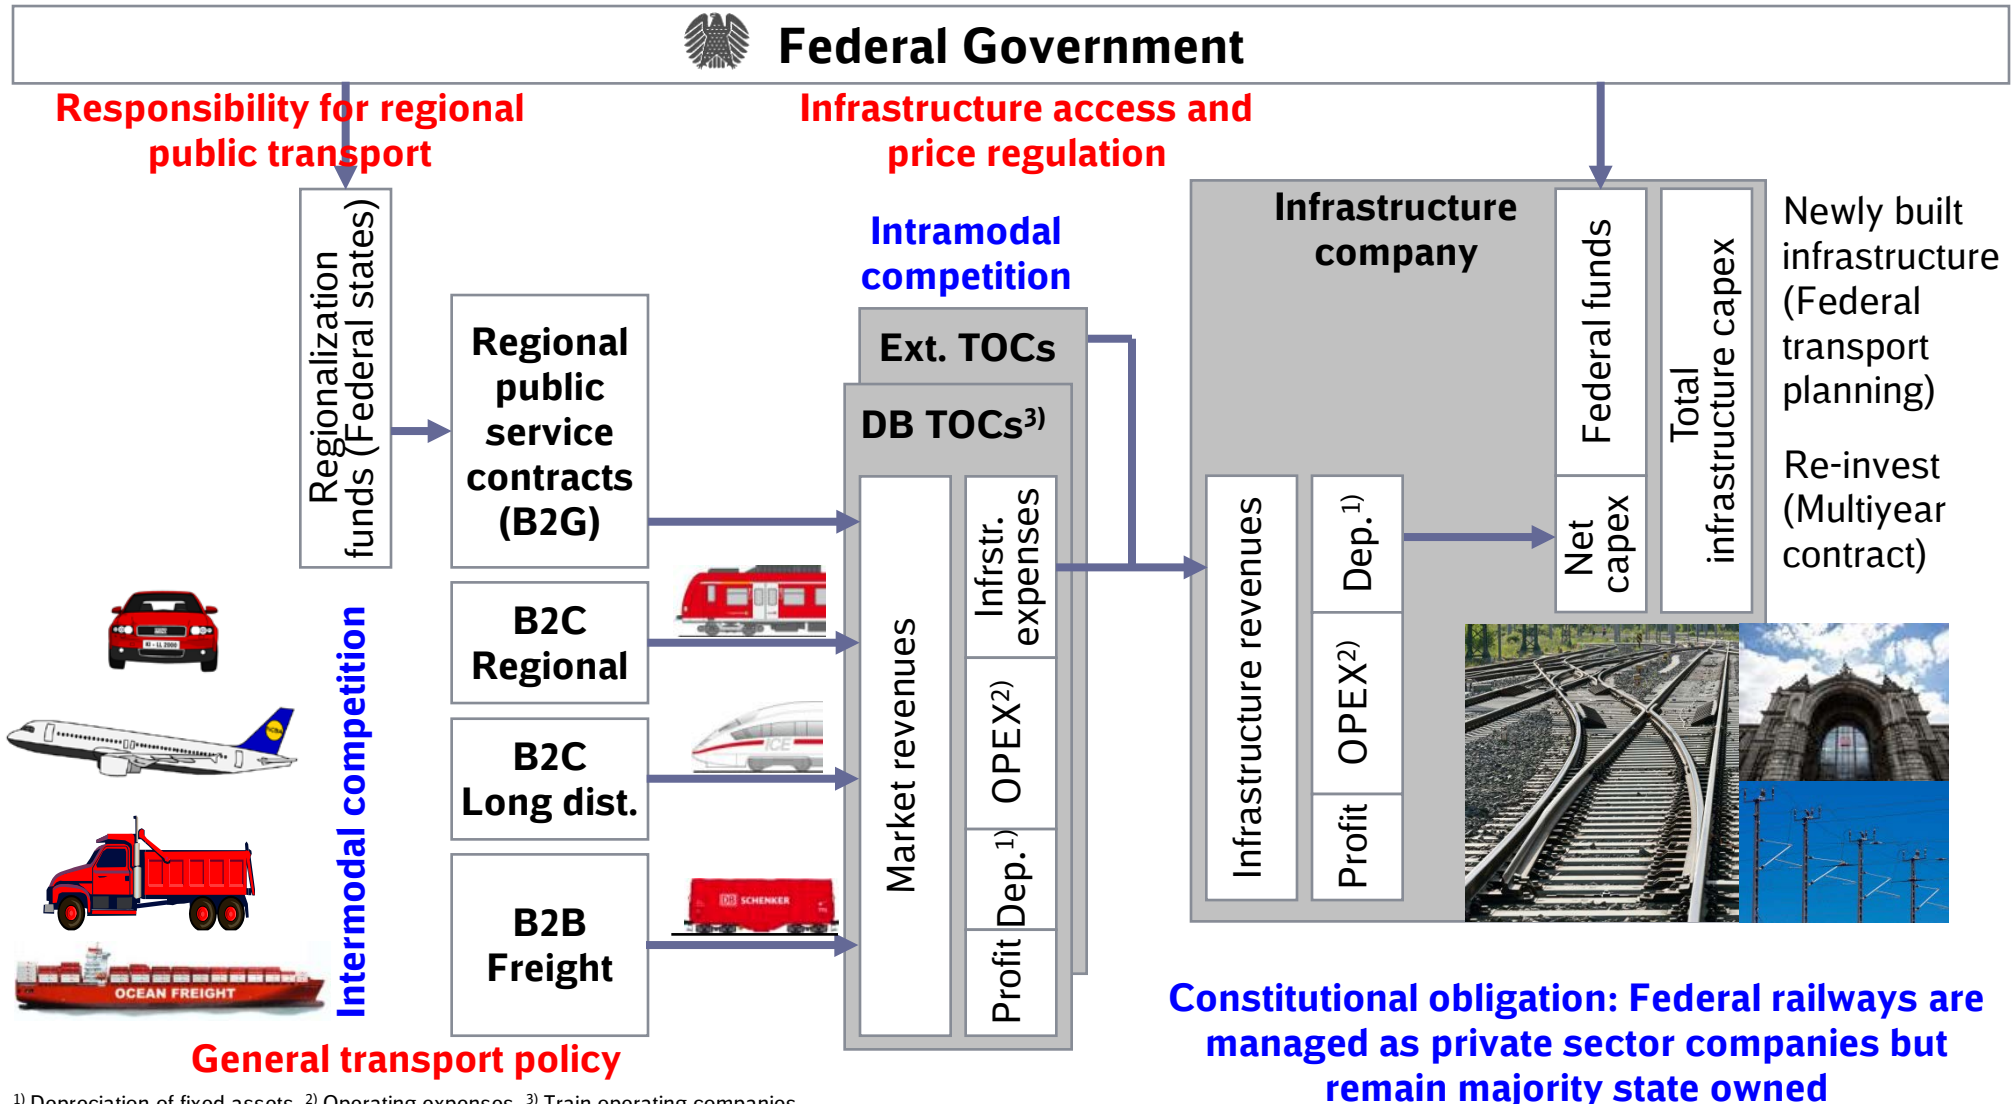 Federal Government
Responsibility for regional
public transport
Infrastructure access and
price regulation
Regionalization
funds (Federal states)
Regional
public
service
contracts
(B2G)
B2C
Regional
B2C
Long dist.
B2B
Freight
Intermodal competition
KI-LL 2000
OCEAN FREIGHT
General transport policy
ICE
DB SCHENKER
Intramodal
competition
Ext. TOCs
DB TOCs3)
Market revenues
Infrstr.
expenses
OPEX2)
Dep.1)
Profit
Infrastructure
company
Infrastructure revenues
Dep.1)
OPEX2)
Profit
Federal funds
Net
capex
Total
infrastructure capex
Newly built
infrastructure
(Federal
transport
planning)
Re-invest
(Multiyear
contract)
Constitutional obligation: Federal railways are
managed as private sector companies but
remain majority state owned
1) Depreciation of fixed assets 2) Operating expenses 3) Train operating companies